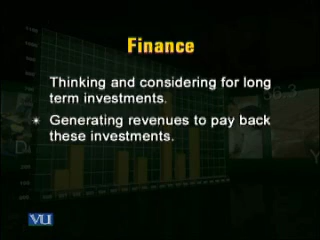 Finance
Thinking and considering for long
term investments.
* Generating revenues to pay back
these investments.
VU